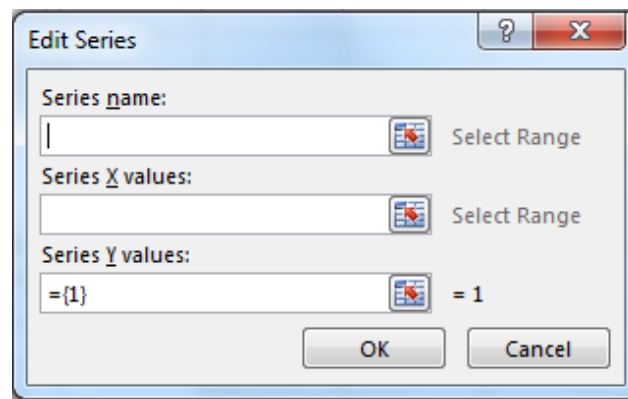 Edit Series
Series name:
Select Range
Series X values:
Select Range
Series Y values:
={1}
= 1
OK
Cancel